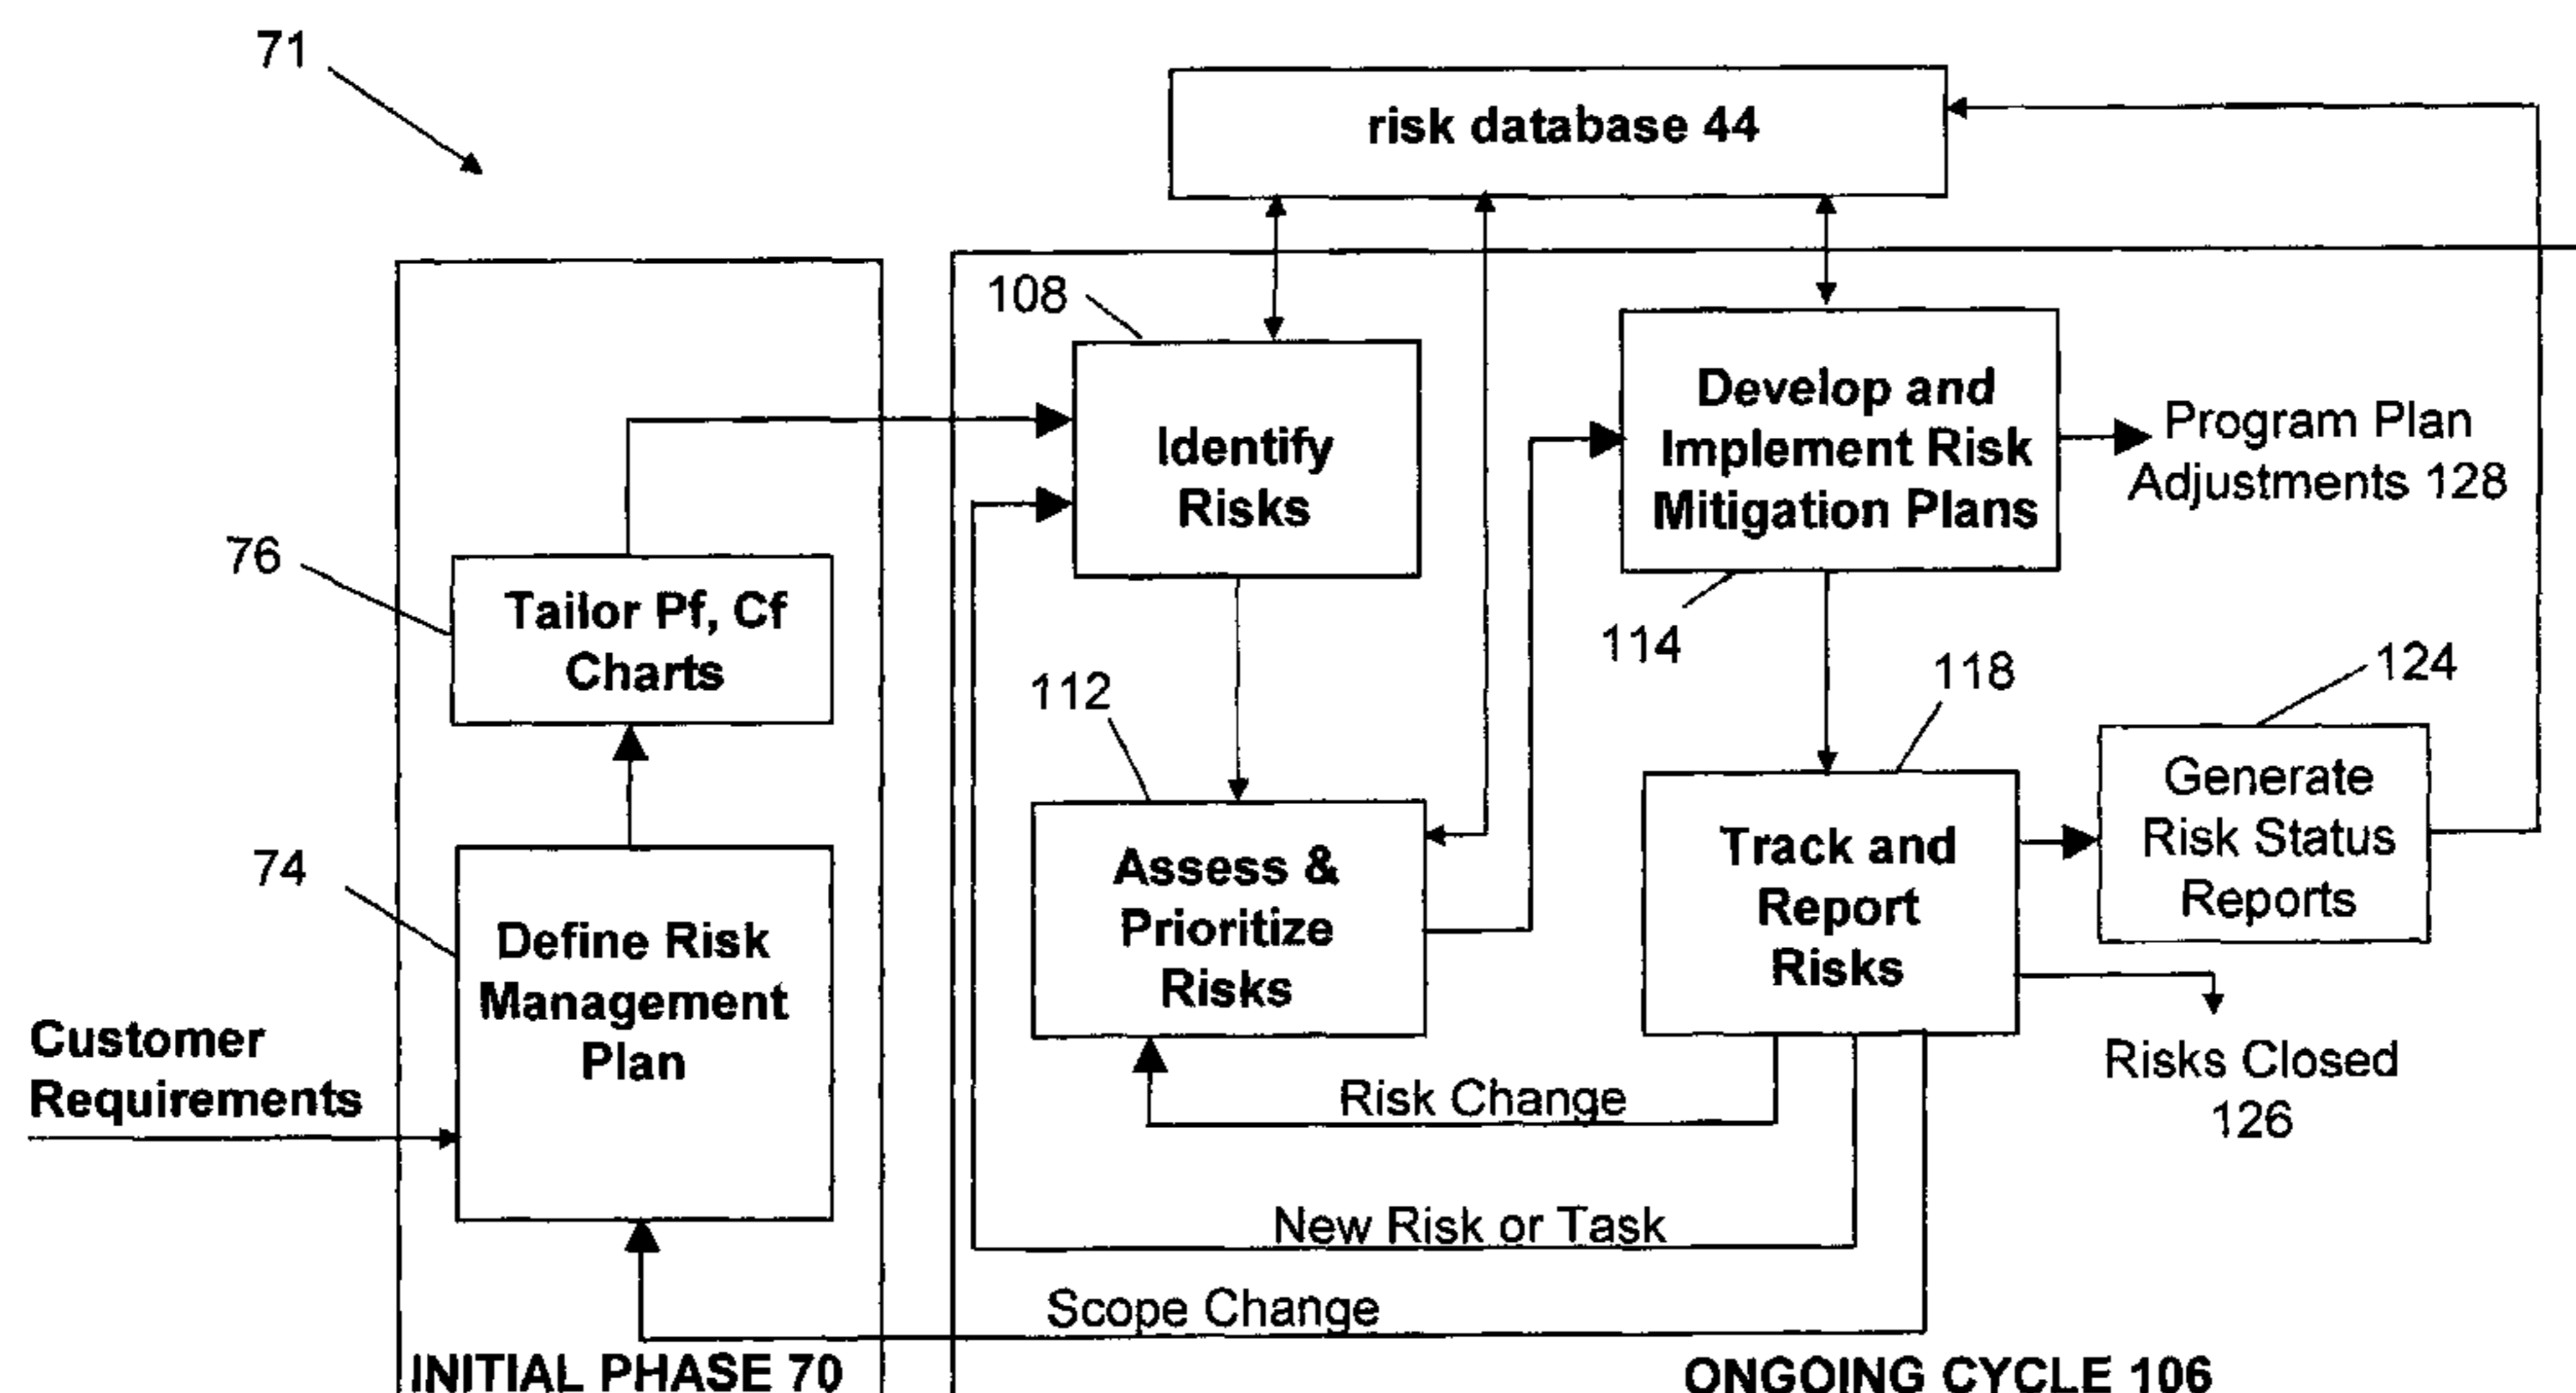 71
risk database 44
108
Identify
Risks
Develop and
Implement Risk
Mitigation Plans
Program Plan
Adjustments 128
76
Tailor Pf, Cf
Charts
114
118
124
112
74
Define Risk
Management
Plan
Assess &
Prioritize
Risks
Track and
Report
Risks
Generate
Risk Status
Reports
Customer
Requirements
Risk Change
Risks Closed
126
New Risk or Task
Scope Change
INITIAL PHASE 70
ONGOING CYCLE 106